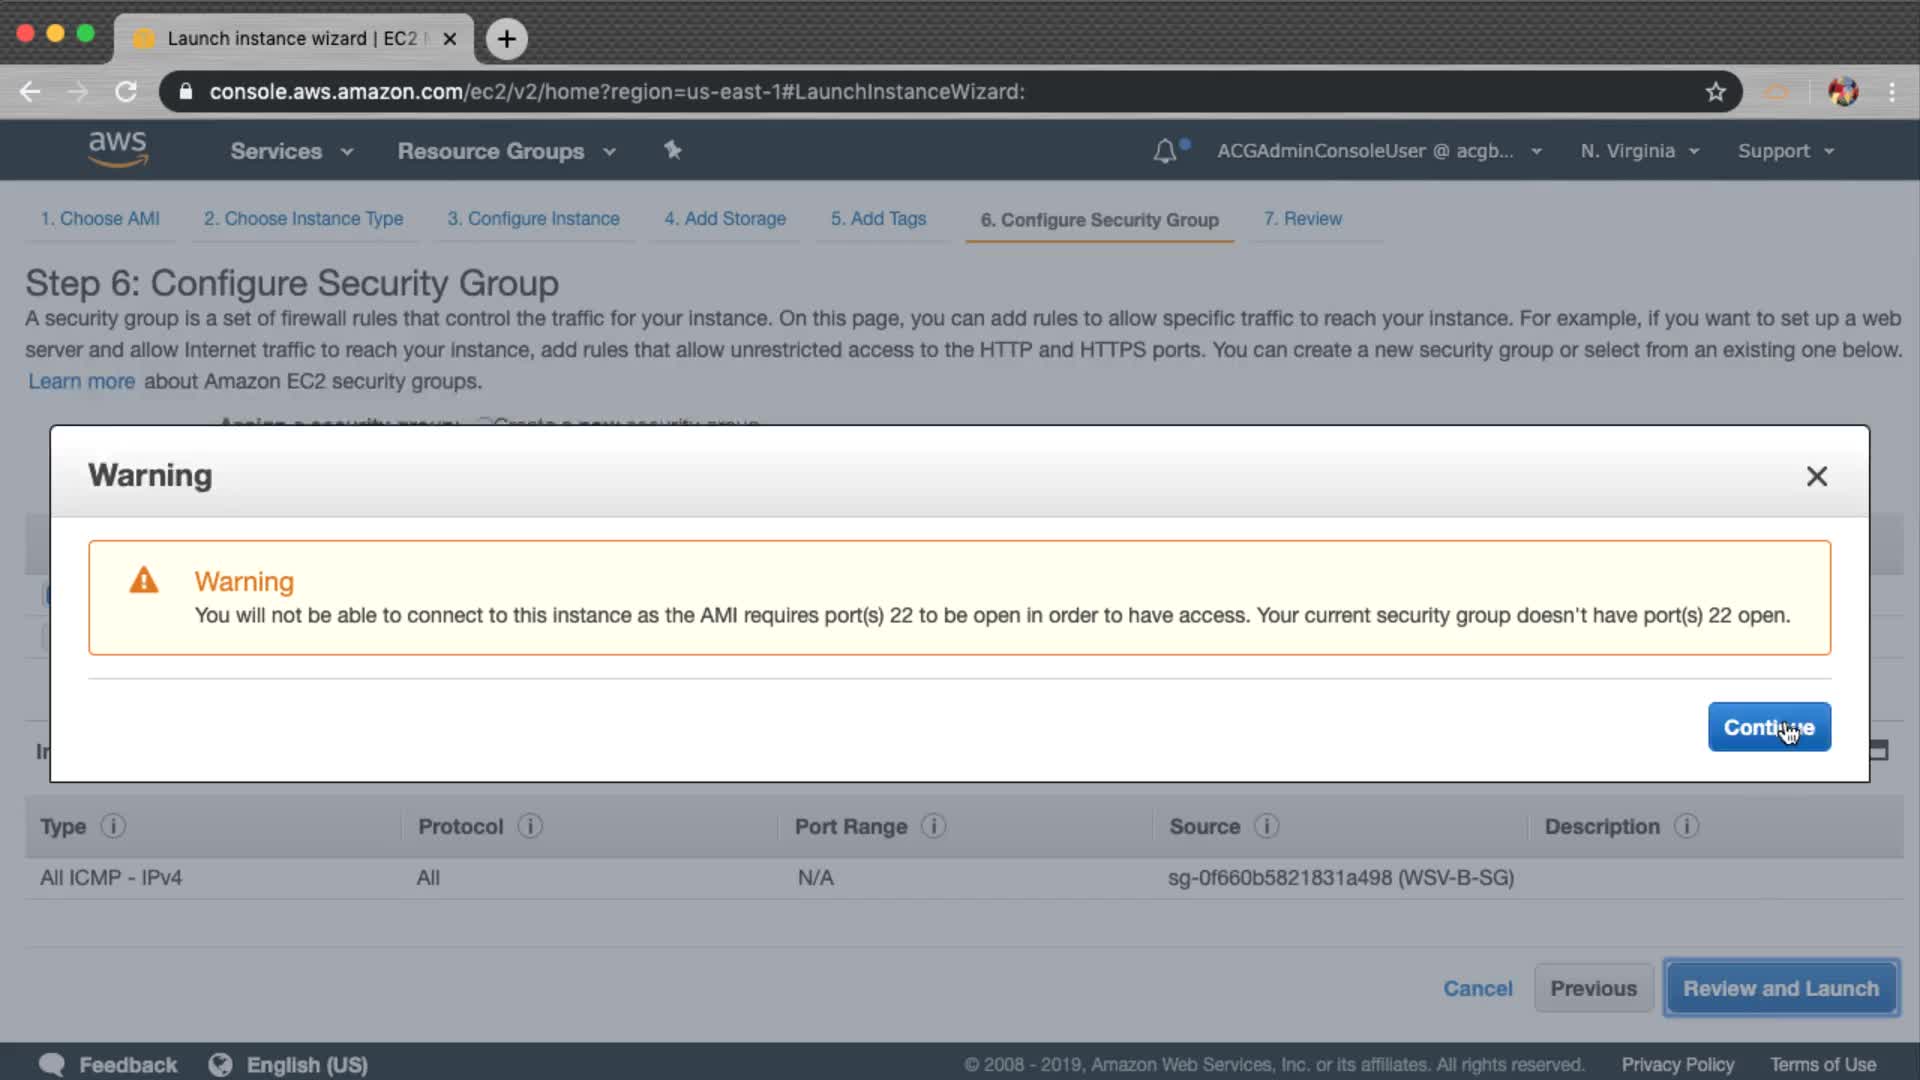 Launch instance wizard | EC2
console.aws.amazon.com/ec2/v2/home?region=us-east-1#LaunchInstanceWizard:
aws Services Resource Groups ACGAdminConsoleUser @ acgb... N. Virginia Support
1. Choose AMI 2. Choose Instance Type 3. Configure Instance 4. Add Storage 5. Add Tags 6. Configure Security Group 7. Review
Step 6: Configure Security Group
A security group is a set of firewall rules that control the traffic for your instance. On this page, you can add rules to allow specific traffic to reach your instance. For example, if you want to set up a web
server and allow Internet traffic to reach your instance, add rules that allow unrestricted access to the HTTP and HTTPS ports. You can create a new security group or select from an existing one below.
Learn more about Amazon EC2 security groups.
Assign a security group: Create a new security group
Warning
Warning
You will not be able to connect to this instance as the AMI requires port(s) 22 to be open in order to have access. Your current security group doesn't have port(s) 22 open.
Continue
Type Protocol Port Range Source Description
All ICMP - IPv4 All N/A sg-0f660b5821831a498 (WSV-B-SG)
Cancel Previous Review and Launch
Feedback English (US) © 2008 - 2019, Amazon Web Services, Inc. or its affiliates. All rights reserved. Privacy Policy Terms of Use